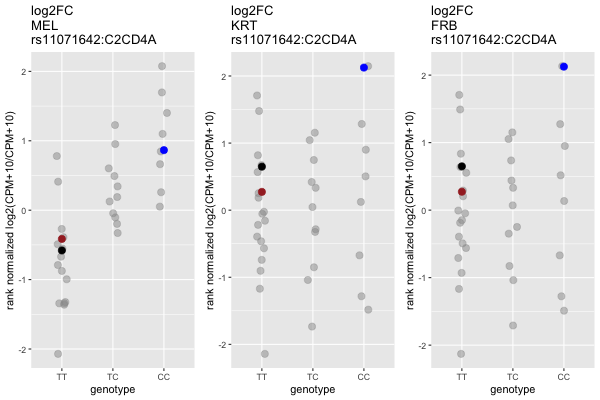 log2FC
MEL
rs11071642:C2CD4A
rank normalized log2(CPM+10/CPM+10)
2
1
0
-1
-2
TT TC CC
genotype
log2FC
KRT
rs11071642:C2CD4A
rank normalized log2(CPM+10/CPM+10)
2
1
0
-1
-2
TT TC CC
genotype
log2FC
FRB
rs11071642:C2CD4A
rank normalized log2(CPM+10/CPM+10)
2
1
0
-1
-2
TT TC CC
genotype